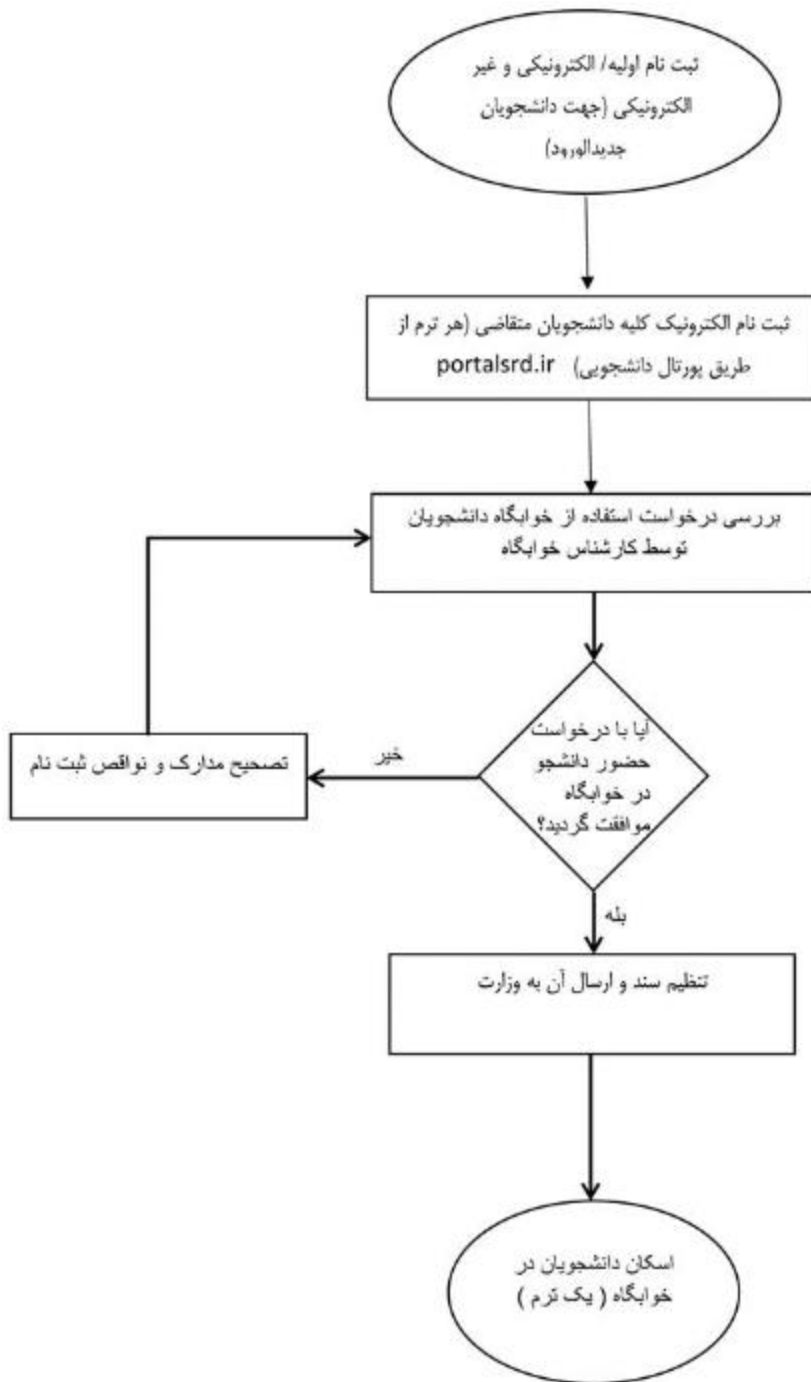 ثبت نام اولیه/ الکترونیکی و غیر
الکترونیکی (جهت دانشجویان
جدیدالورود)
ثبت نام الکترونیک کلیه دانشجویان متقاضی (هر ترم از
طریق پورتال دانشجویی) portalsrd.ir
بررسی درخواست استفاده از خوابگاه دانشجویان
توسط کارشناس خوابگاه
آیا با درخواست
حضور دانشجو
در خوابگاه
موافقت گردید؟
خیر
تصحیح مدارک و نواقص ثبت نام
بله
تنظیم سند و ارسال آن به وزارت
اسکان دانشجویان در
خوابگاه ( یک ترم )